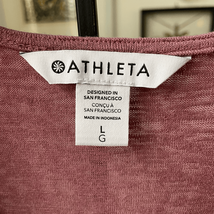 ATHLETA
DESIGNED IN
SAN FRANCISCO
CONÇU À
SAN FRANCISCO
MADE IN INDONESIA
L
G